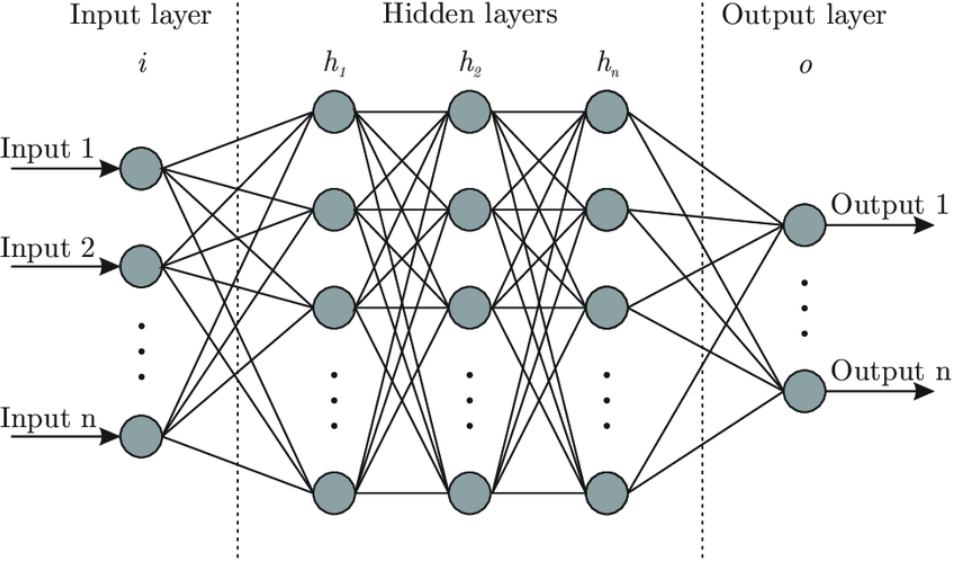 Input layer
Hidden layers
Output layer
i
h₁
h₂
hₙ
o
Input 1
Input 2
Input n
Output 1
Output n